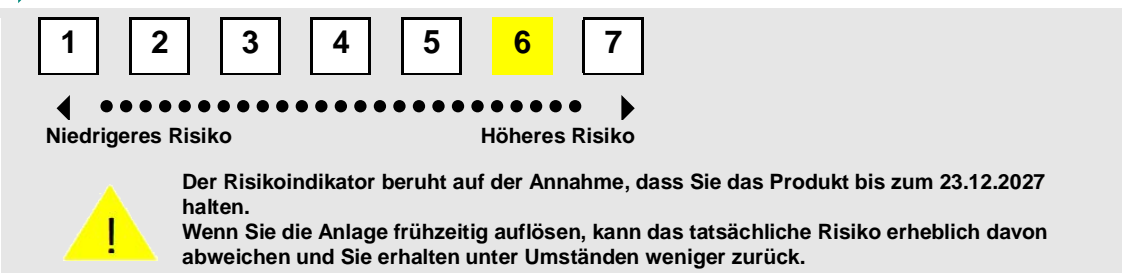 1 2 3 4 5 6 7
Niedrigeres Risiko Höheres Risiko
Der Risikoindikator beruht auf der Annahme, dass Sie das Produkt bis zum 23.12.2027
halten.
Wenn Sie die Anlage frühzeitig auflösen, kann das tatsächliche Risiko erheblich davon
abweichen und Sie erhalten unter Umständen weniger zurück.
!